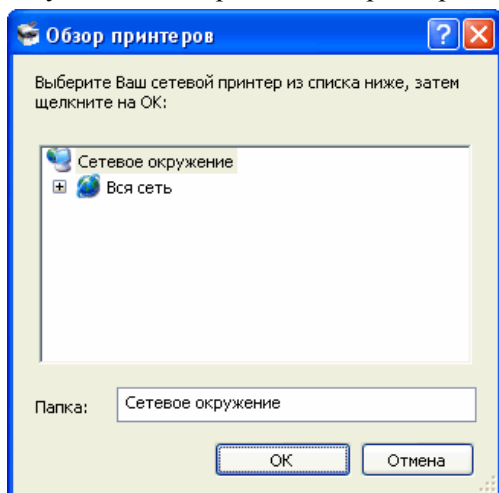 Обзор принтеров
Выберите Ваш сетевой принтер из списка ниже, затем
щелкните на ОК:
Сетевое окружение
Вся сеть
Папка:
Сетевое окружение
ОК
Отмена